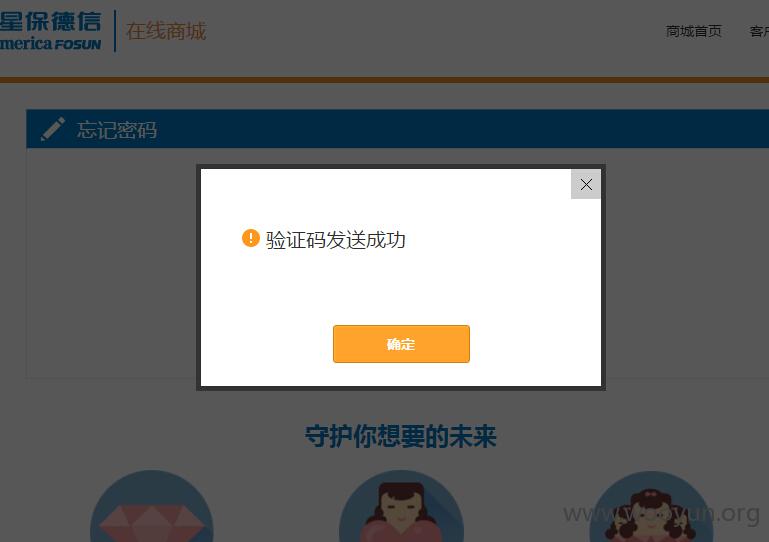 星保德信
merica FOSUN
在线商城
商城首页 客户
忘记密码
验证码发送成功
确定
守护你想要的未来
www.wooyun.org